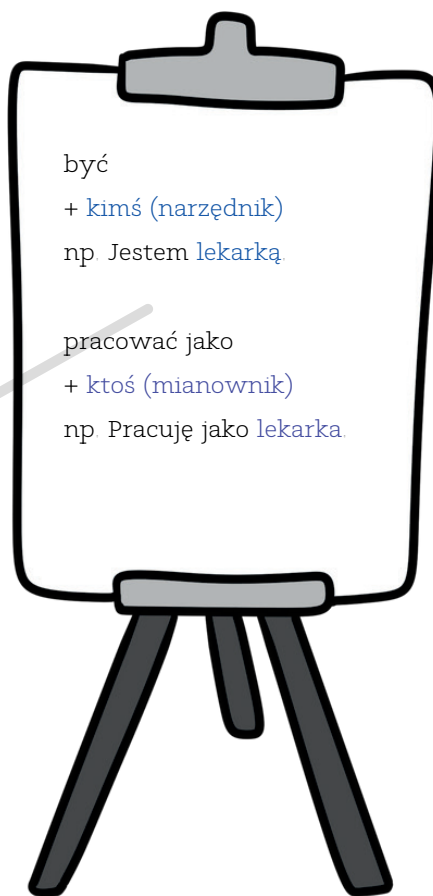 być
+ kimś (narzędnik)
np. Jestem lekarką.
pracować jako
+ ktoś (mianownik)
np. Pracuję jako lekarka.